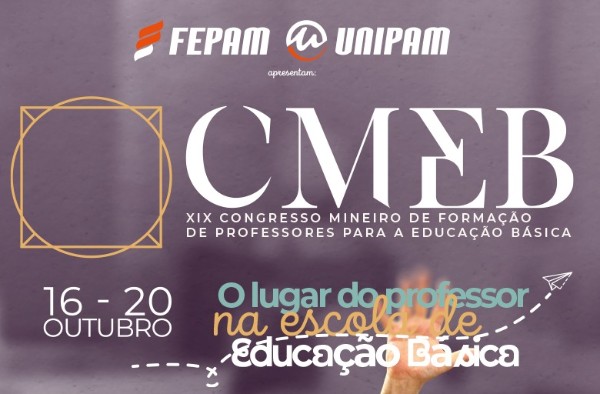 FEPAM UNIPAM
apresentam:
CMEB
XIX CONGRESSO MINEIRO DE FORMAÇÃO
DE PROFESSORES PARA A EDUCAÇÃO BÁSICA
16 - 20
OUTUBRO
O lugar do professor
na escola de
Educação Básica